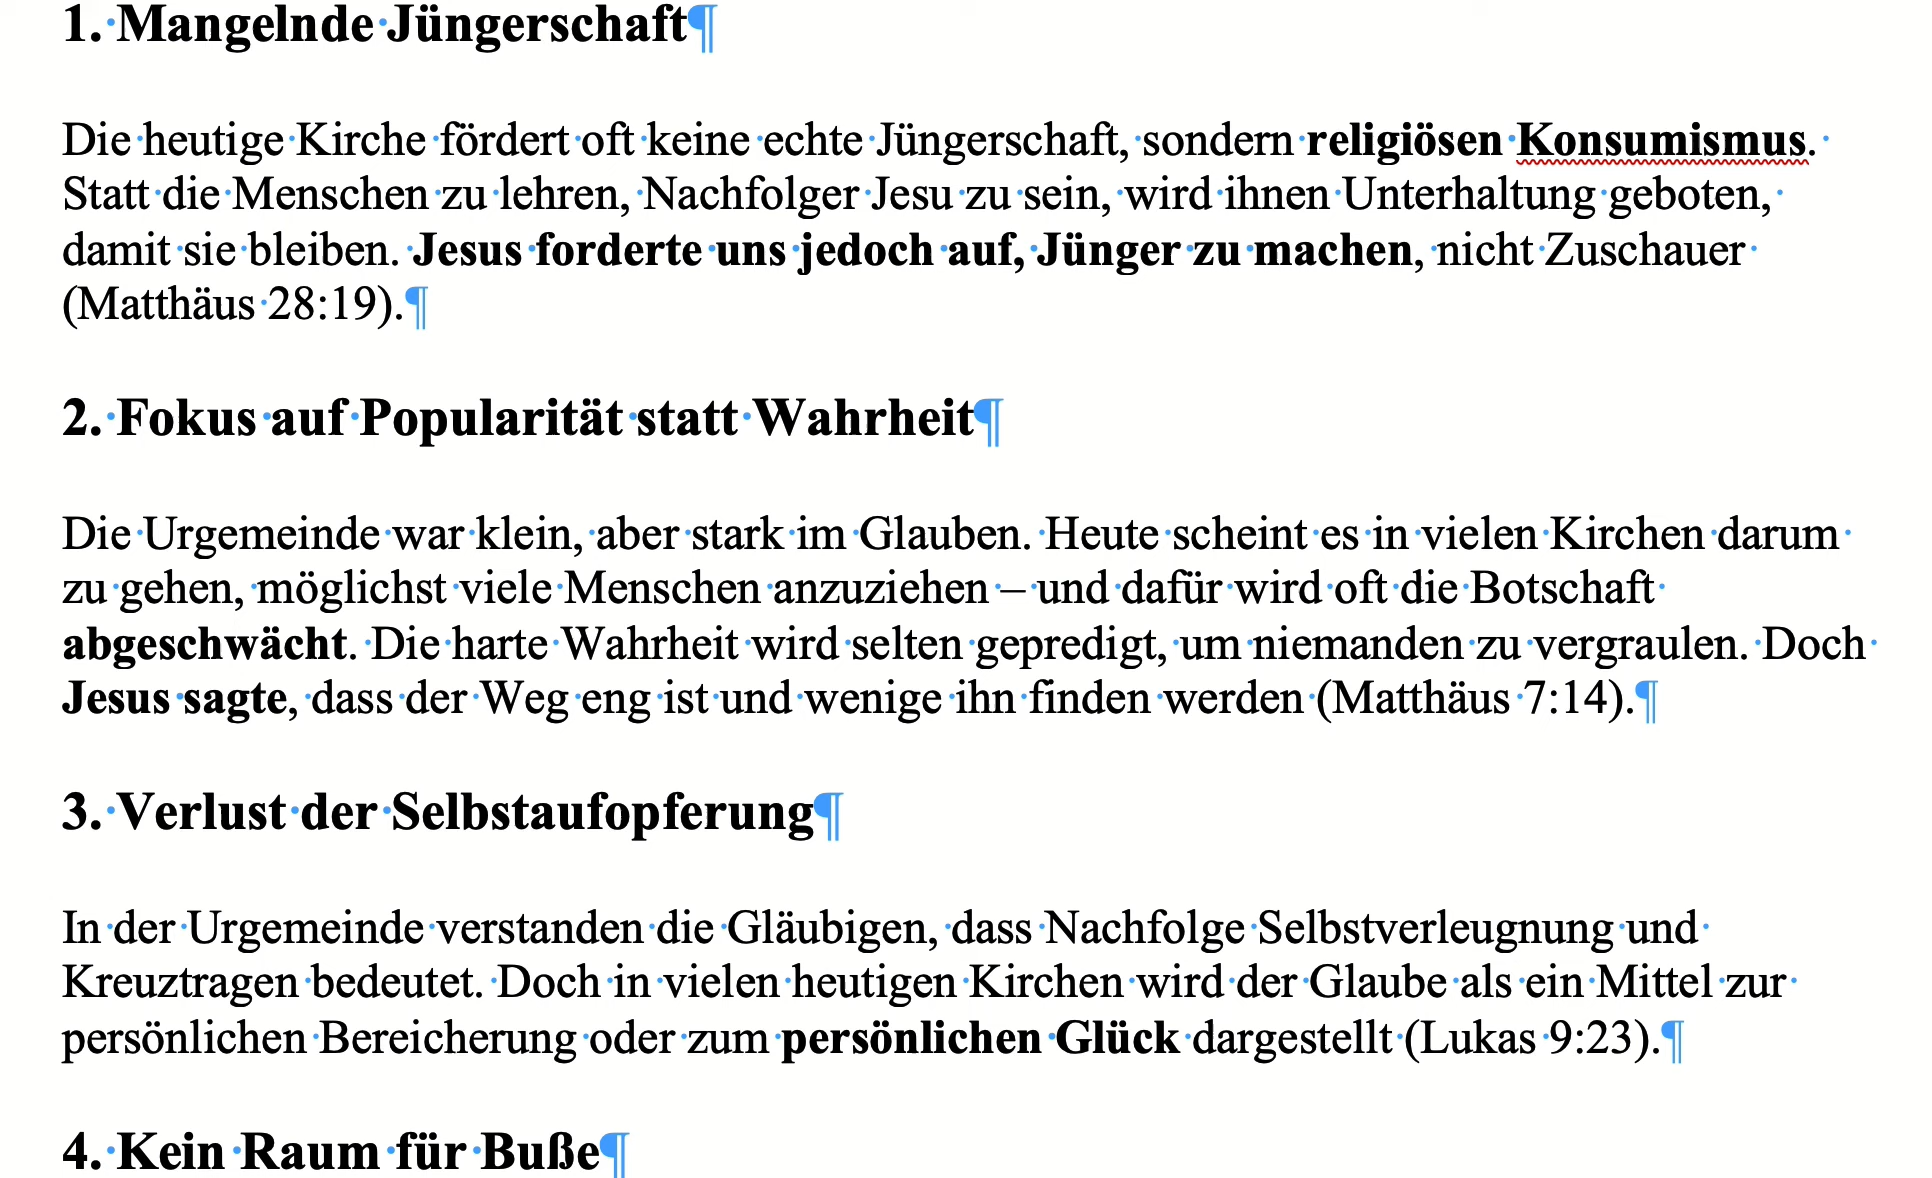 1. Mangelnde Jüngerschaft¶
Die heutige Kirche fördert oft keine echte Jüngerschaft, sondern religiösen Konsumismus.
Statt die Menschen zu lehren, Nachfolger Jesu zu sein, wird ihnen Unterhaltung geboten,
damit sie bleiben. Jesus forderte uns jedoch auf, Jünger zu machen, nicht Zuschauer
(Matthäus 28:19).¶
2. Fokus auf Popularität statt Wahrheit¶
Die Urgemeinde war klein, aber stark im Glauben. Heute scheint es in vielen Kirchen darum
zu gehen, möglichst viele Menschen anzuziehen – und dafür wird oft die Botschaft
abgeschwächt. Die harte Wahrheit wird selten gepredigt, um niemanden zu vergraulen. Doch
Jesus sagte, dass der Weg eng ist und wenige ihn finden werden (Matthäus 7:14).¶
3. Verlust der Selbstaufopferung¶
In der Urgemeinde verstanden die Gläubigen, dass Nachfolge Selbstverleugnung und
Kreuztragen bedeutet. Doch in vielen heutigen Kirchen wird der Glaube als ein Mittel zur
persönlichen Bereicherung oder zum persönlichen Glück dargestellt (Lukas 9:23).¶
4. Kein Raum für Buße¶